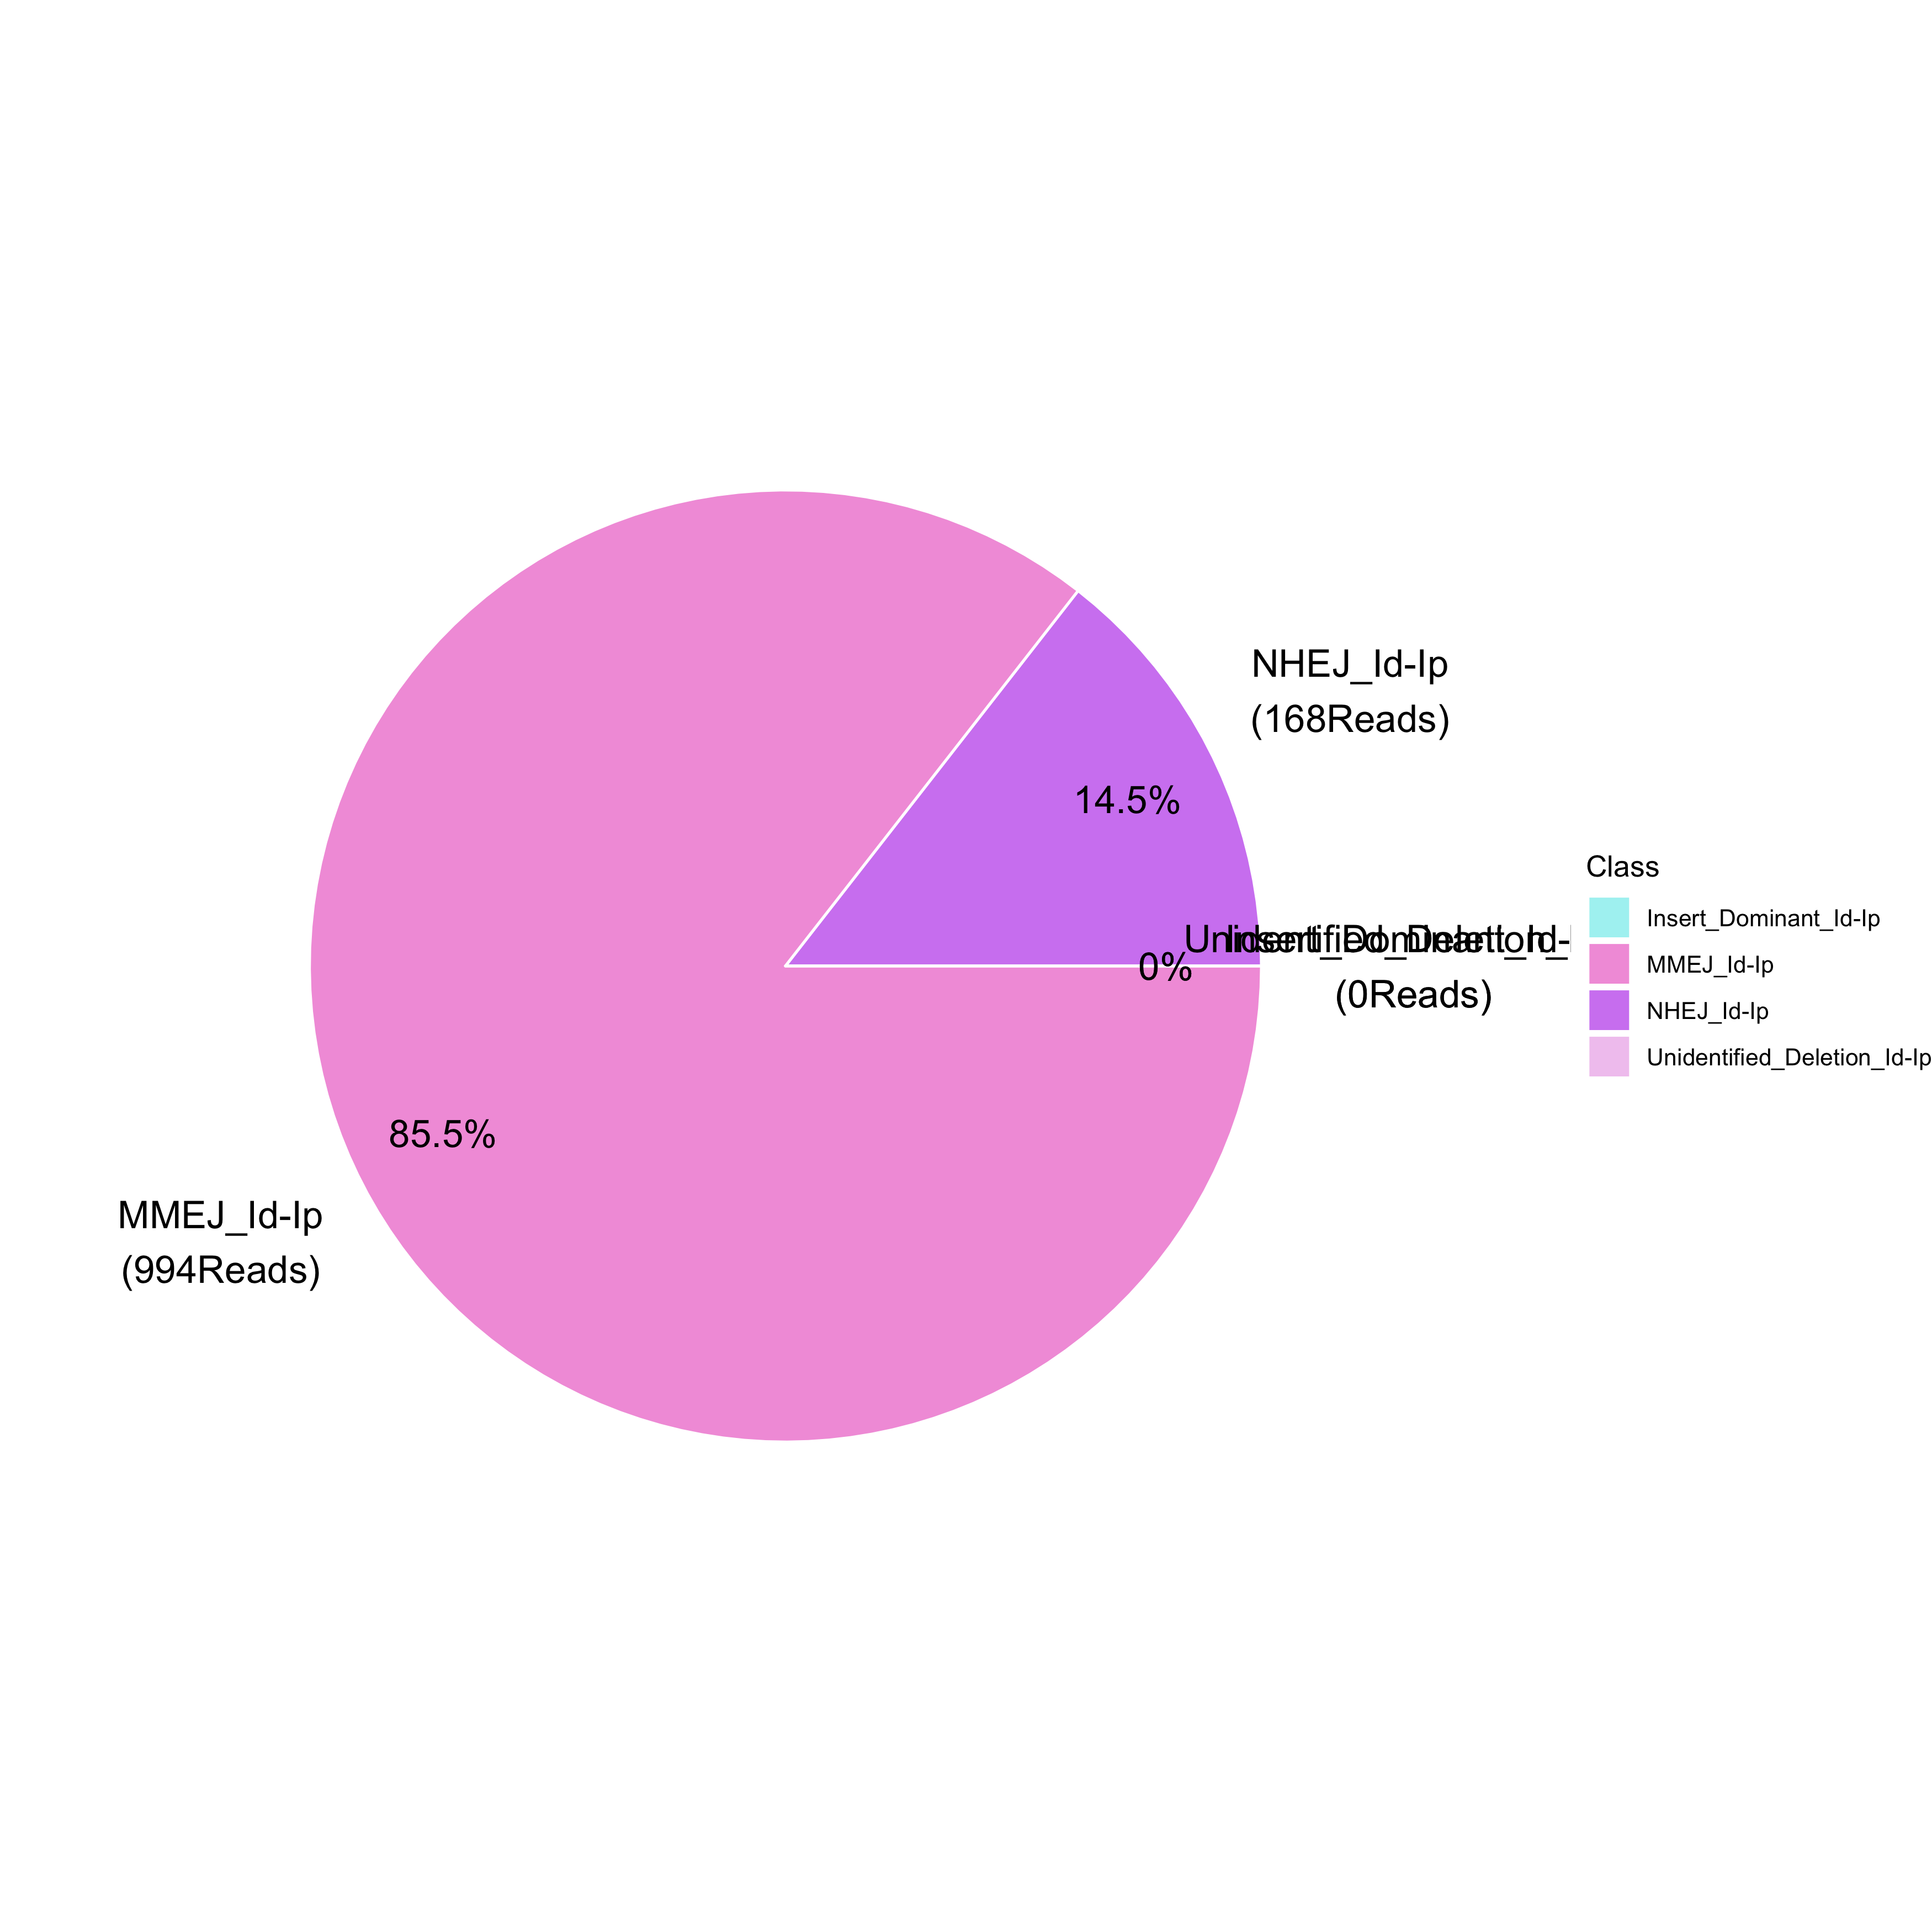 NHEJ_Id-Ip
(168Reads)
14.5%
0%
(0Reads)
85.5%
MMEJ_Id-Ip
(994Reads)
Class
Insert_Dominant_Id-Ip
MMEJ_Id-Ip
NHEJ_Id-Ip
Unidentified_Deletion_Id-Ip